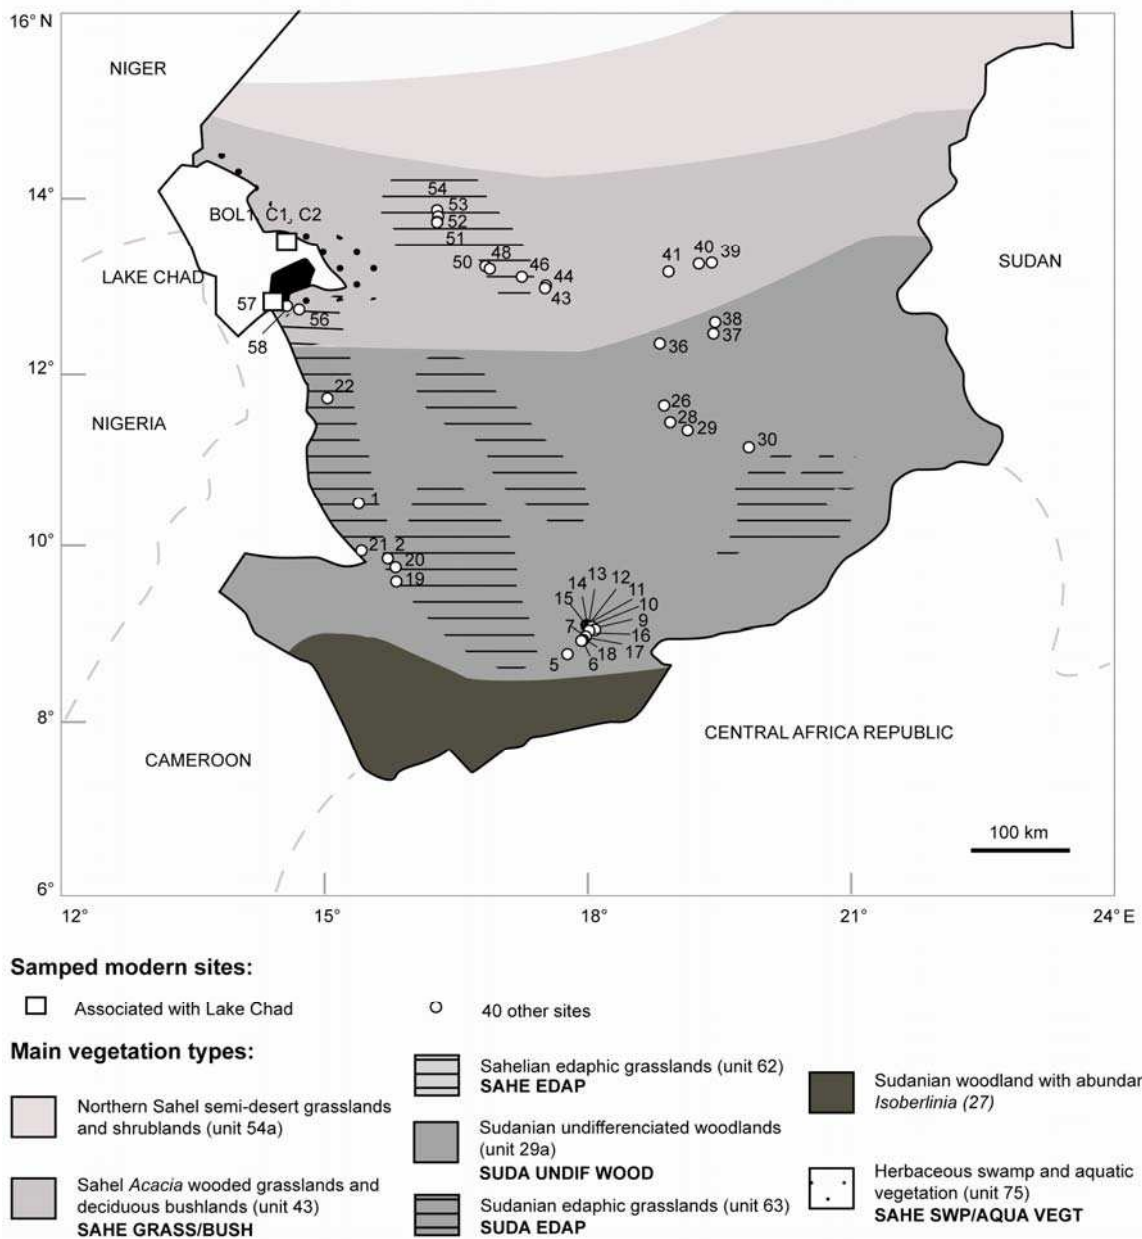 16° N
NIGER
14°
54
53
BOL1, C1, C2
52
51
48
50
46
44
43
41 40 39
SUDAN
LAKE CHAD
57
56
58
38
37
36
12°
22
26
28
29
30
NIGERIA
1
10°
21 2
20
19
14 13 12
11
15
10
7 9
16
17
18
5 6
8°
CENTRAL AFRICA REPUBLIC
CAMEROON
100 km
6°
12° 15° 18° 21° 24° E
Samped modern sites:
Associated with Lake Chad
40 other sites
Main vegetation types:
Northern Sahel semi-desert grasslands
and shrublands (unit 54a)
Sahel Acacia wooded grasslands and
deciduous bushlands (unit 43)
SAHE GRASS/BUSH
Sahelian edaphic grasslands (unit 62)
SAHE EDAP
Sudanian undifferenciated woodlands
(unit 29a)
SUDA UNDIF WOOD
Sudanian edaphic grasslands (unit 63)
SUDA EDAP
Sudanian woodland with abundan
Isoberlinia (27)
Herbaceous swamp and aquatic
vegetation (unit 75)
SAHE SWP/AQUA VEGT